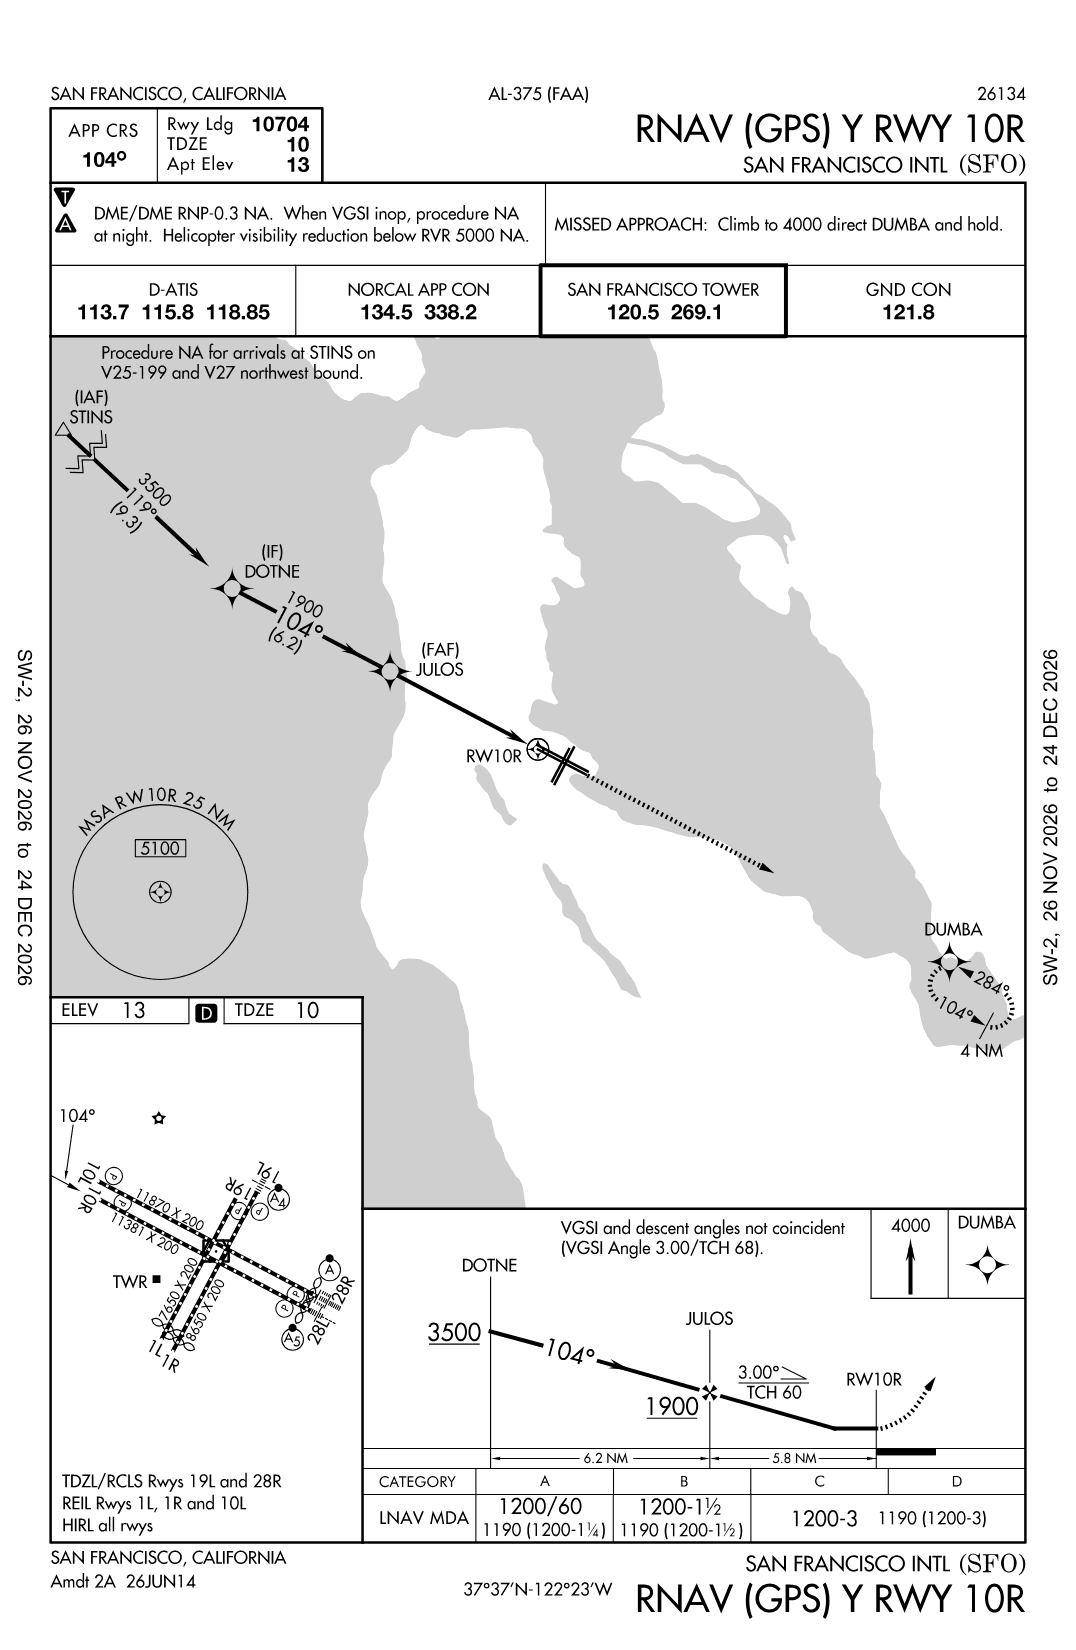 SAN FRANCISCO, CALIFORNIA
AL-375 (FAA)
26134
APP CRS
104°
Rwy Ldg 10704
TDZE 10
Apt Elev 13
RNAV (GPS) Y RWY 10R
SAN FRANCISCO INTL (SFO)
T
A
DME/DME RNP-0.3 NA. When VGSI inop, procedure NA
at night. Helicopter visibility reduction below RVR 5000 NA.
MISSED APPROACH: Climb to 4000 direct DUMBA and hold.
D-ATIS
113.7 115.8 118.85
NORCAL APP CON
134.5 338.2
SAN FRANCISCO TOWER
120.5 269.1
GND CON
121.8
Procedure NA for arrivals at STINS on
V25-199 and V27 northwest bound.
(IAF)
STINS
3500
119°
(9.3)
(IF)
DOTNE
1900
104°
(6.2)
(FAF)
JULOS
RW10R
MSA RW10R 25 NM
5100
DUMBA
284°
104°
4 NM
SW-2, 26 NOV 2026 to 24 DEC 2026
SW-2, 26 NOV 2026 to 24 DEC 2026
ELEV 13
D
TDZE 10
104°
10L
10R
P
P
11870 X 200
11381 X 200
19R
19L
P
P
A4
TWR
7650 X 200
8650 X 200
1L
1R
P
P
A
A5
28R
28L
TDZL/RCLS Rwys 19L and 28R
REIL Rwys 1L, 1R and 10L
HIRL all rwys
VGSI and descent angles not coincident
(VGSI Angle 3.00/TCH 68).
4000
DUMBA
DOTNE
3500
104°
JULOS
1900
3.00°
TCH 60
RW10R
6.2 NM
5.8 NM
CATEGORY A B C D
LNAV MDA
1200/60
1190 (1200-1¼)
1200-1½
1190 (1200-1½)
1200-3 1190 (1200-3)
SAN FRANCISCO, CALIFORNIA
Amdt 2A 26JUN14
37°37'N-122°23'W
SAN FRANCISCO INTL (SFO)
RNAV (GPS) Y RWY 10R